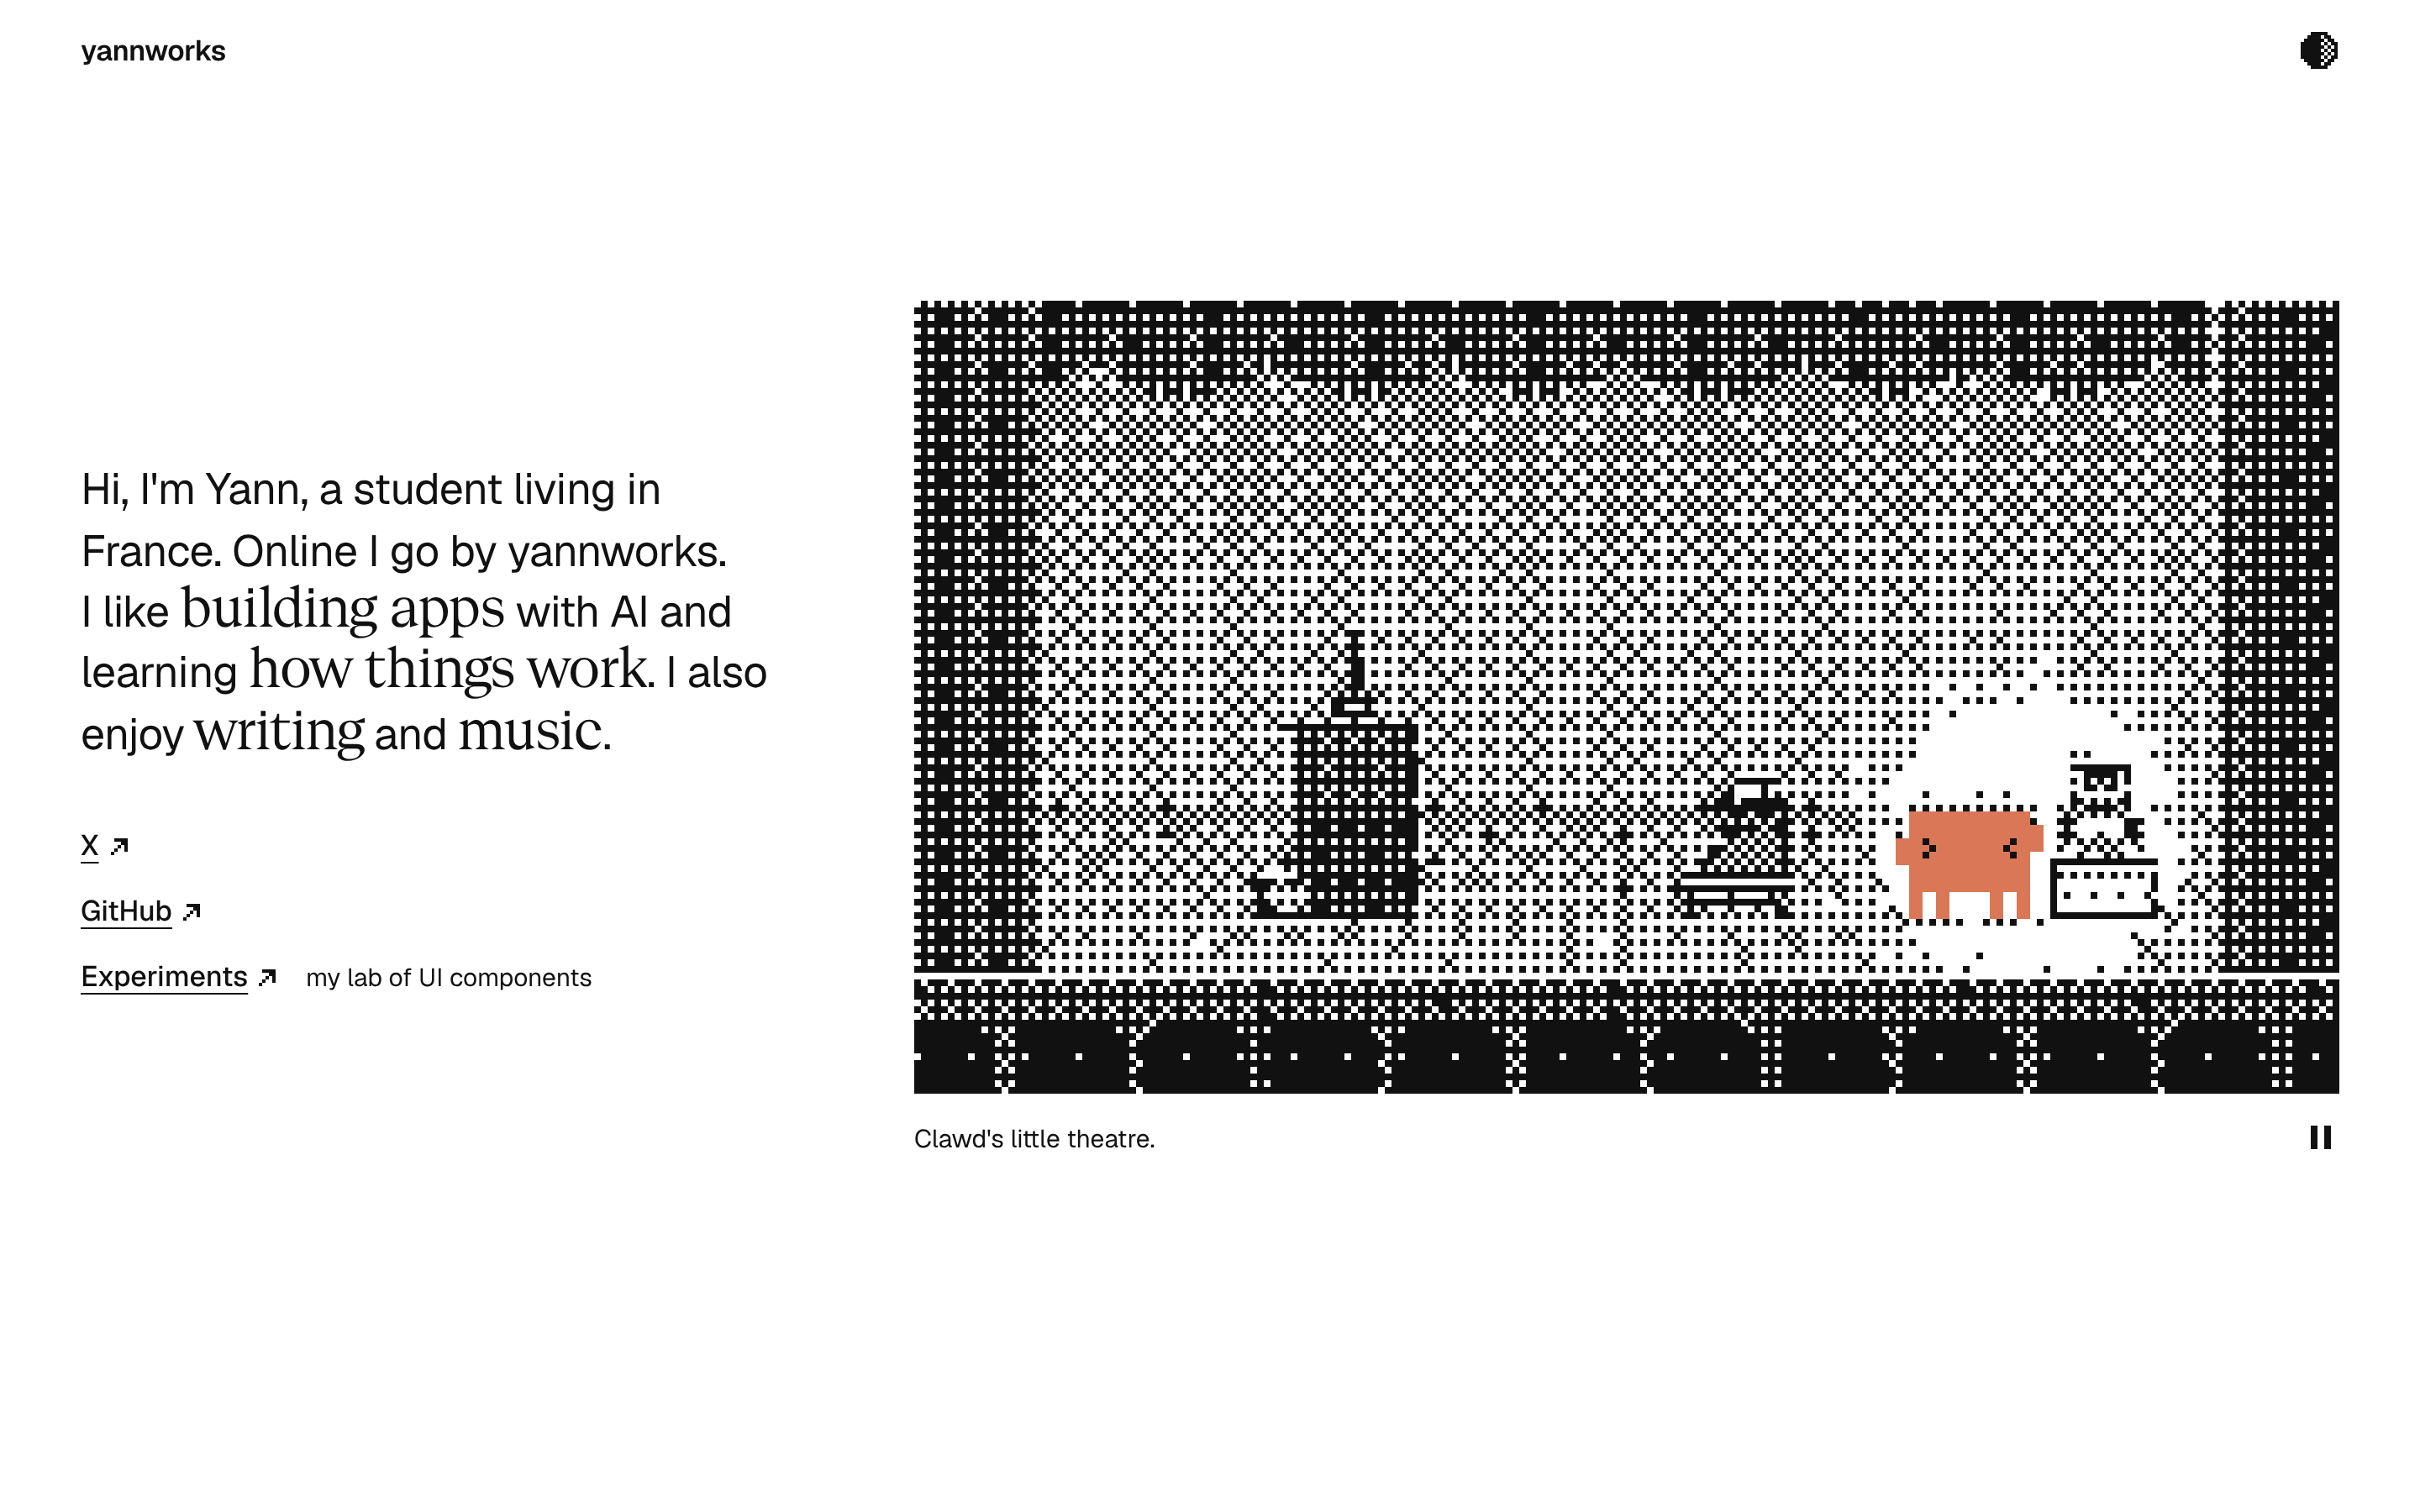 yannworks
Hi, I'm Yann, a student living in
France. Online I go by yannworks.
I like building apps with AI and
learning how things work. I also
enjoy writing and music.
X
GitHub
Experiments my lab of UI components
Clawd's little theatre.